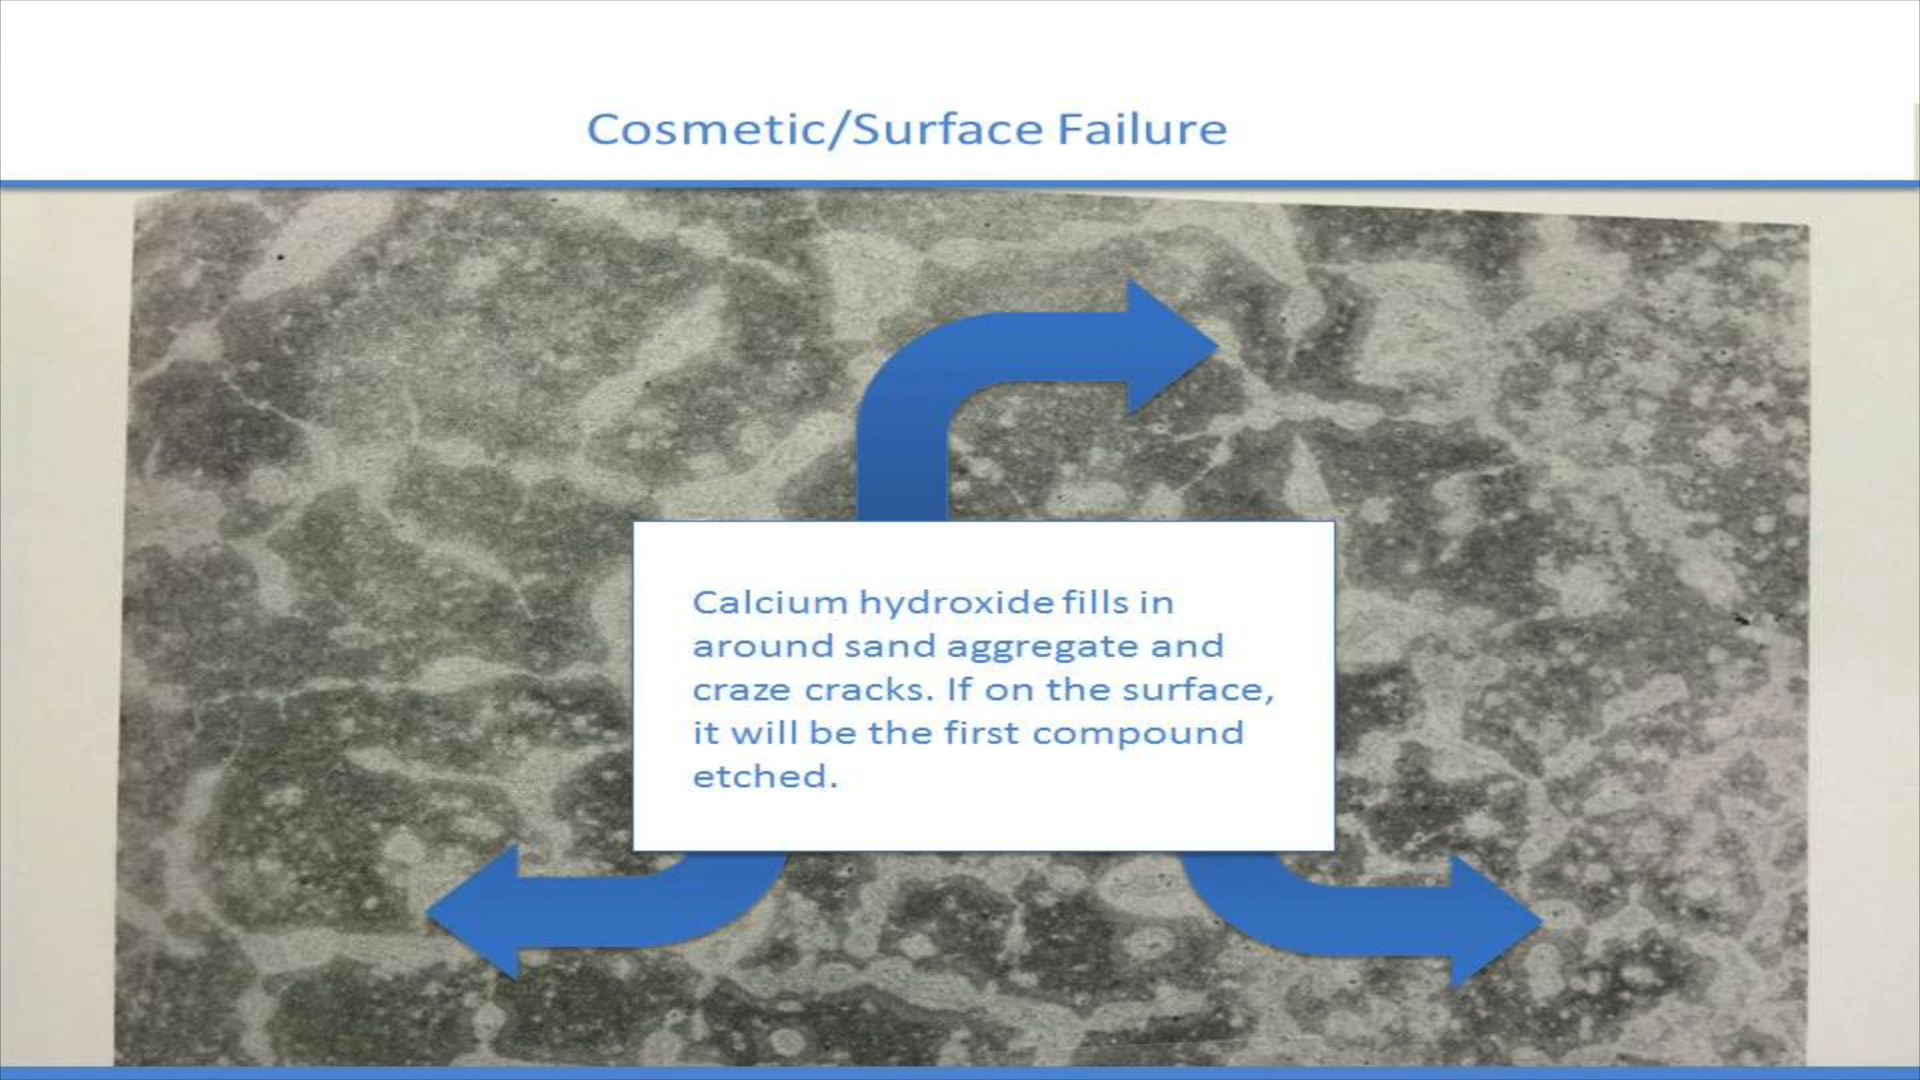 Cosmetic/Surface Failure
Calcium hydroxide fills in
around sand aggregate and
craze cracks. If on the surface,
it will be the first compound
etched.